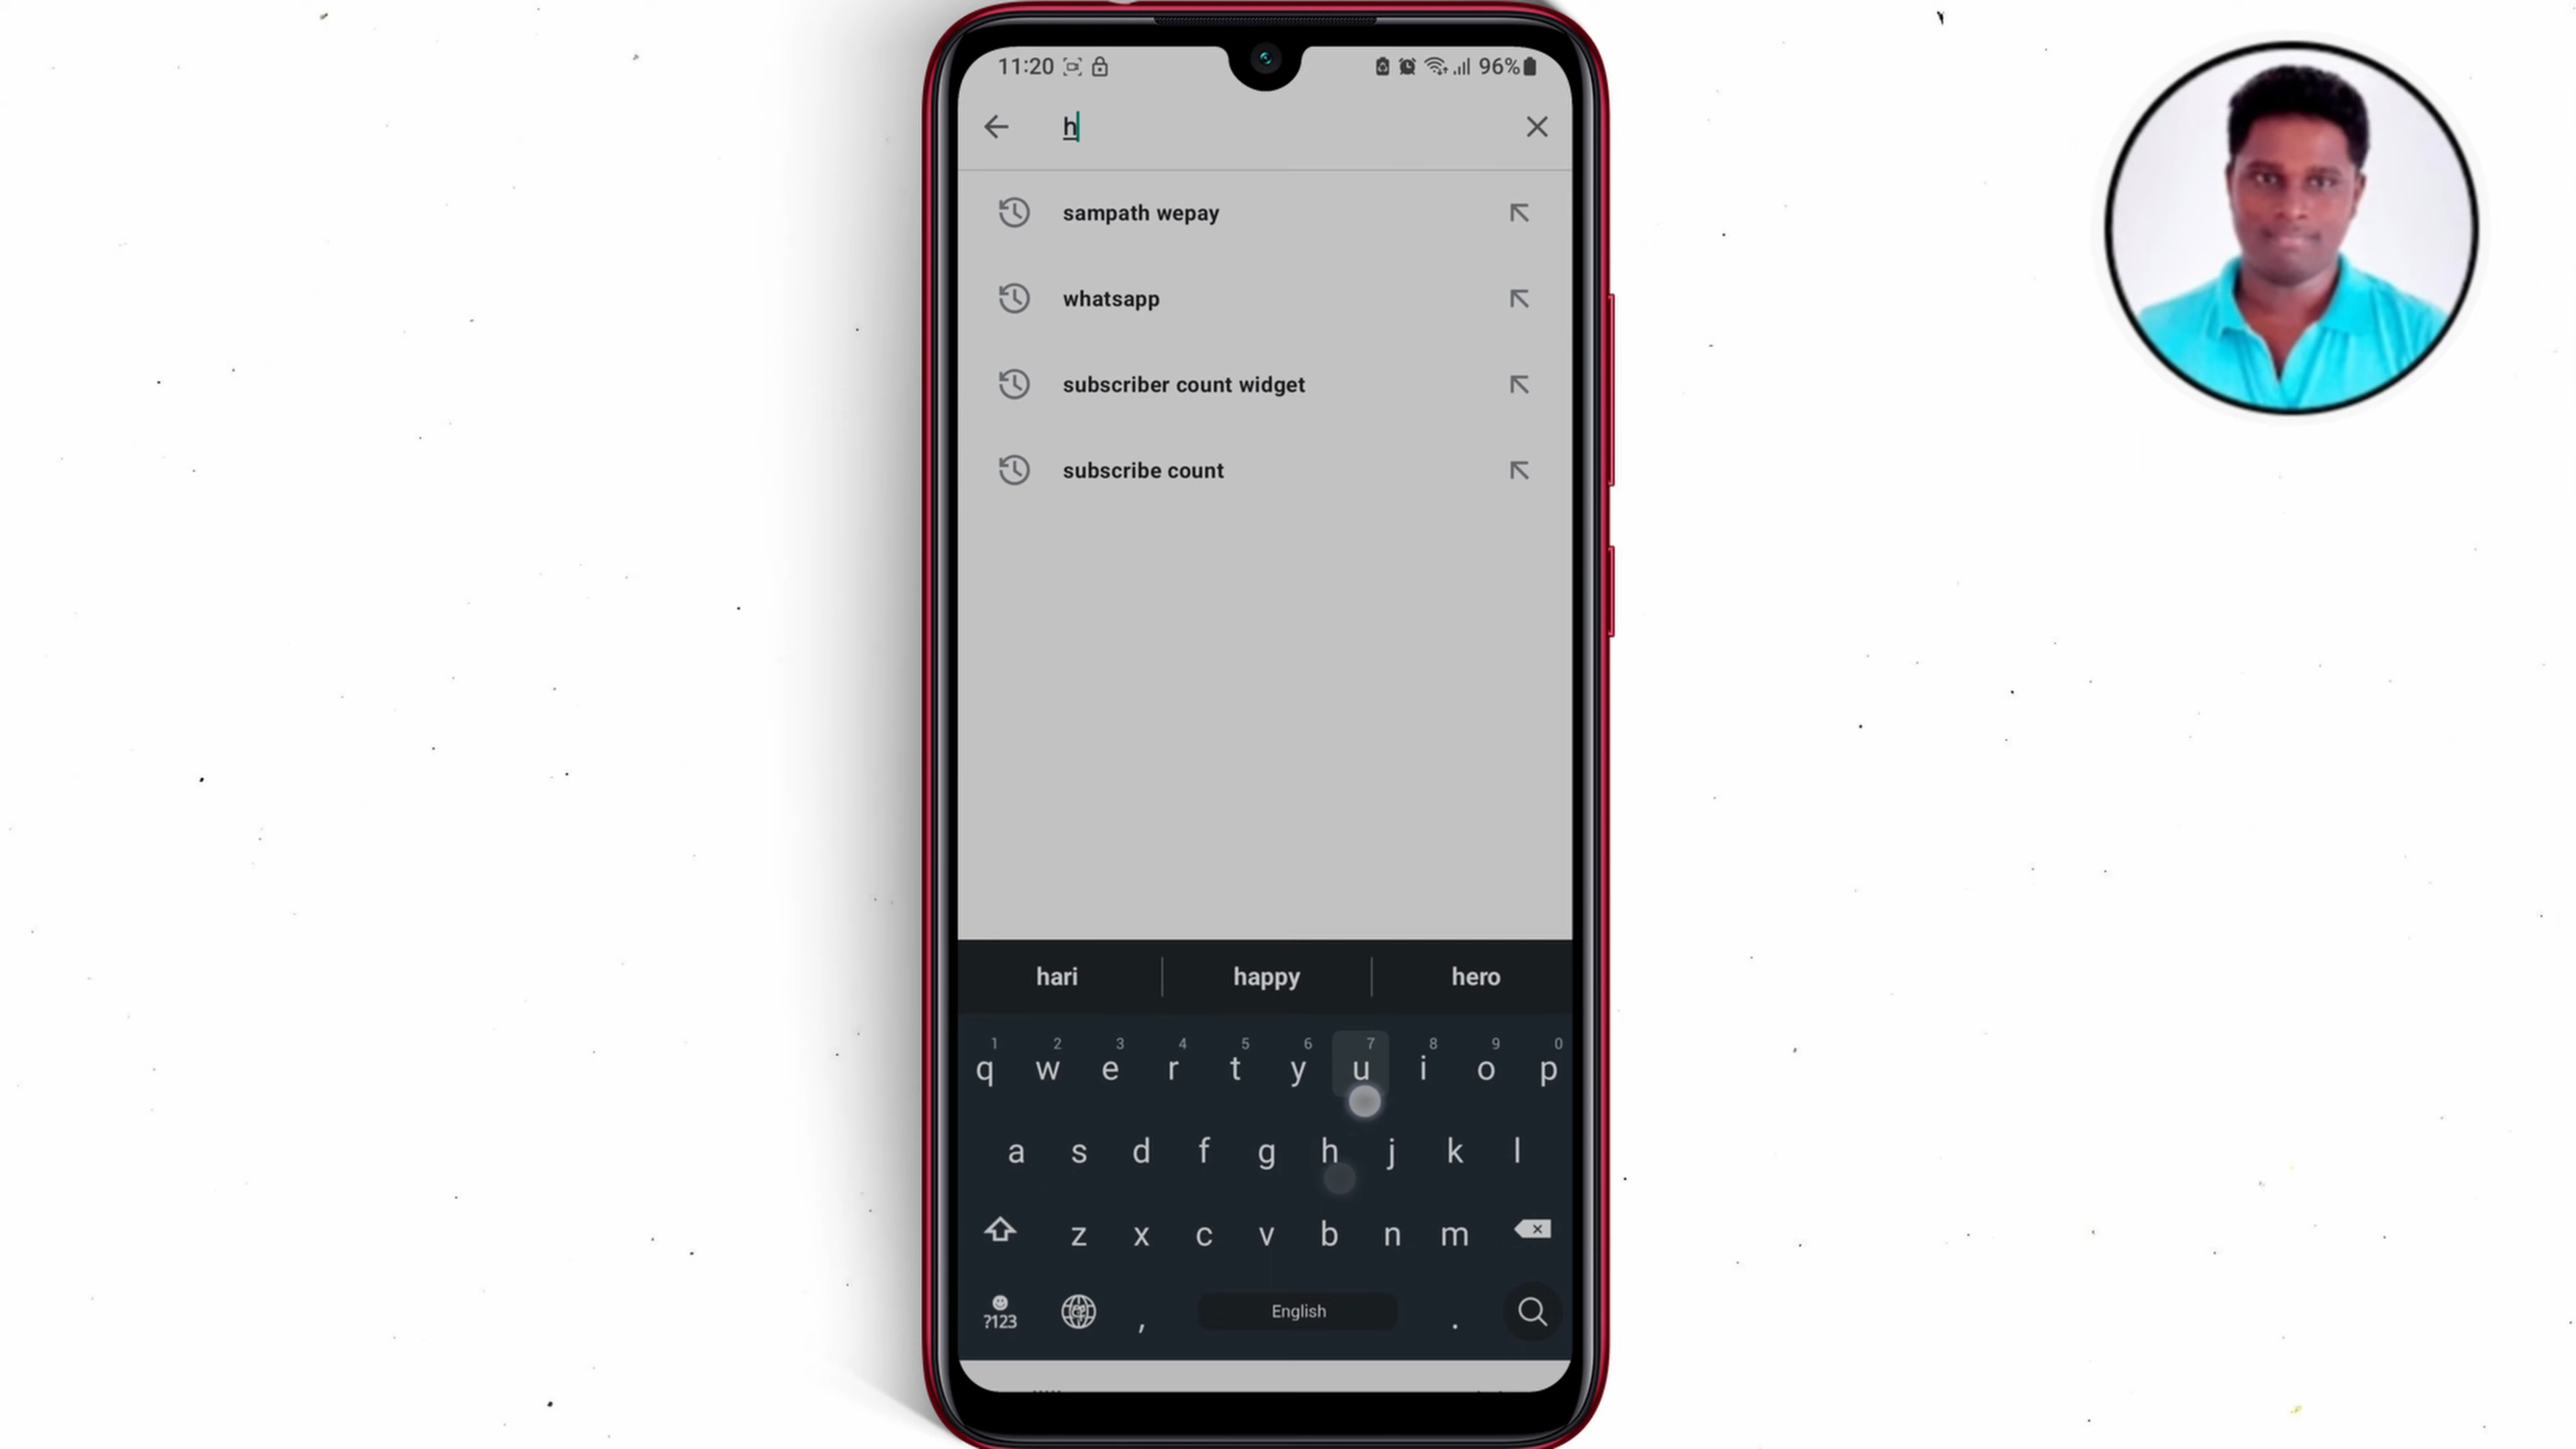 11:20 96%
h
sampath wepay
whatsapp
subscriber count widget
subscribe count
hari happy hero
1 2 3 4 5 6 7 8 9 0
q w e r t y u i o p
a s d f g h j k l
z x c v b n m
?123 , English .